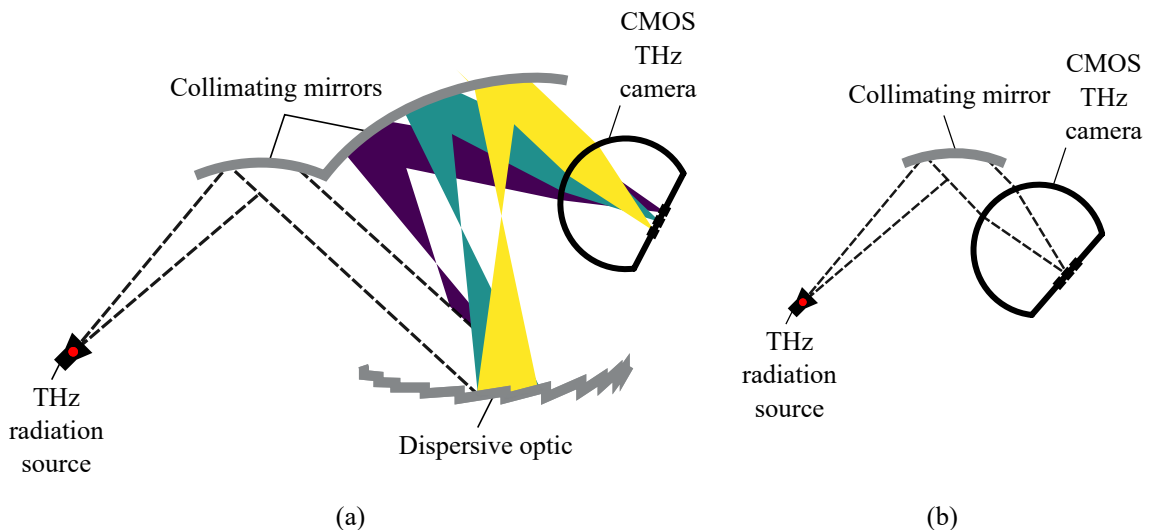 CMOS
THz
camera
Collimating mirrors
THz
radiation
source
Dispersive optic
(a)
CMOS
THz
camera
Collimating mirror
THz
radiation
source
(b)